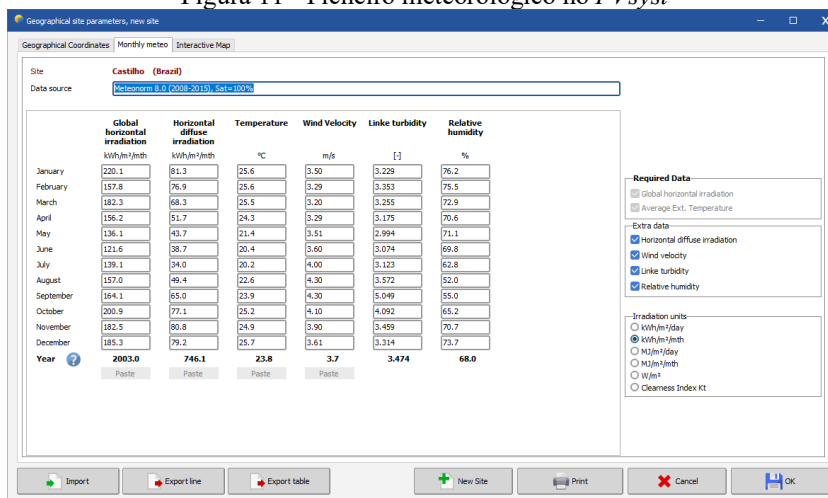 Figura 11 - Ficheiro meteorológico no PVsyst
Geographical site parameters, new site
Geographical Coordinates Monthly meteo Interactive Map
Site Castilho (Brazil)
Data source Meteonorm 8.0 (2008-2015), Sat=100%
Global horizontal irradiation Horizontal diffuse irradiation Temperature Wind Velocity Linke turbidity Relative humidity
kWh/m²/mth kWh/m²/mth °C m/s [-] %
January 220.1 81.3 25.6 3.50 3.229 76.2
February 157.8 76.9 25.6 3.29 3.353 75.5
March 182.3 68.3 25.5 3.20 3.255 72.9
April 156.2 51.7 24.3 3.29 3.175 70.6
May 136.1 43.7 21.4 3.51 2.994 71.1
June 121.6 38.7 20.4 3.60 3.074 69.8
July 139.1 34.0 20.2 4.00 3.123 62.8
August 157.0 49.4 22.6 4.30 3.572 52.0
September 164.1 65.0 23.9 4.30 5.049 55.0
October 200.9 77.1 25.2 4.10 4.092 65.2
November 182.5 80.8 24.9 3.90 3.459 70.7
December 185.3 79.2 25.7 3.61 3.314 73.7
Year ? 2003.0 746.1 23.8 3.7 3.474 68.0
Paste Paste Paste Paste
Required Data
Global horizontal irradiation
Average Ext. Temperature
Extra data
Horizontal diffuse irradiation
Wind velocity
Linke turbidity
Relative humidity
Irradiation units
kWh/m²/day
kWh/m²/mth
MJ/m²/day
MJ/m²/mth
W/m²
Clearness Index Kt
Import Export line Export table New Site Print Cancel OK